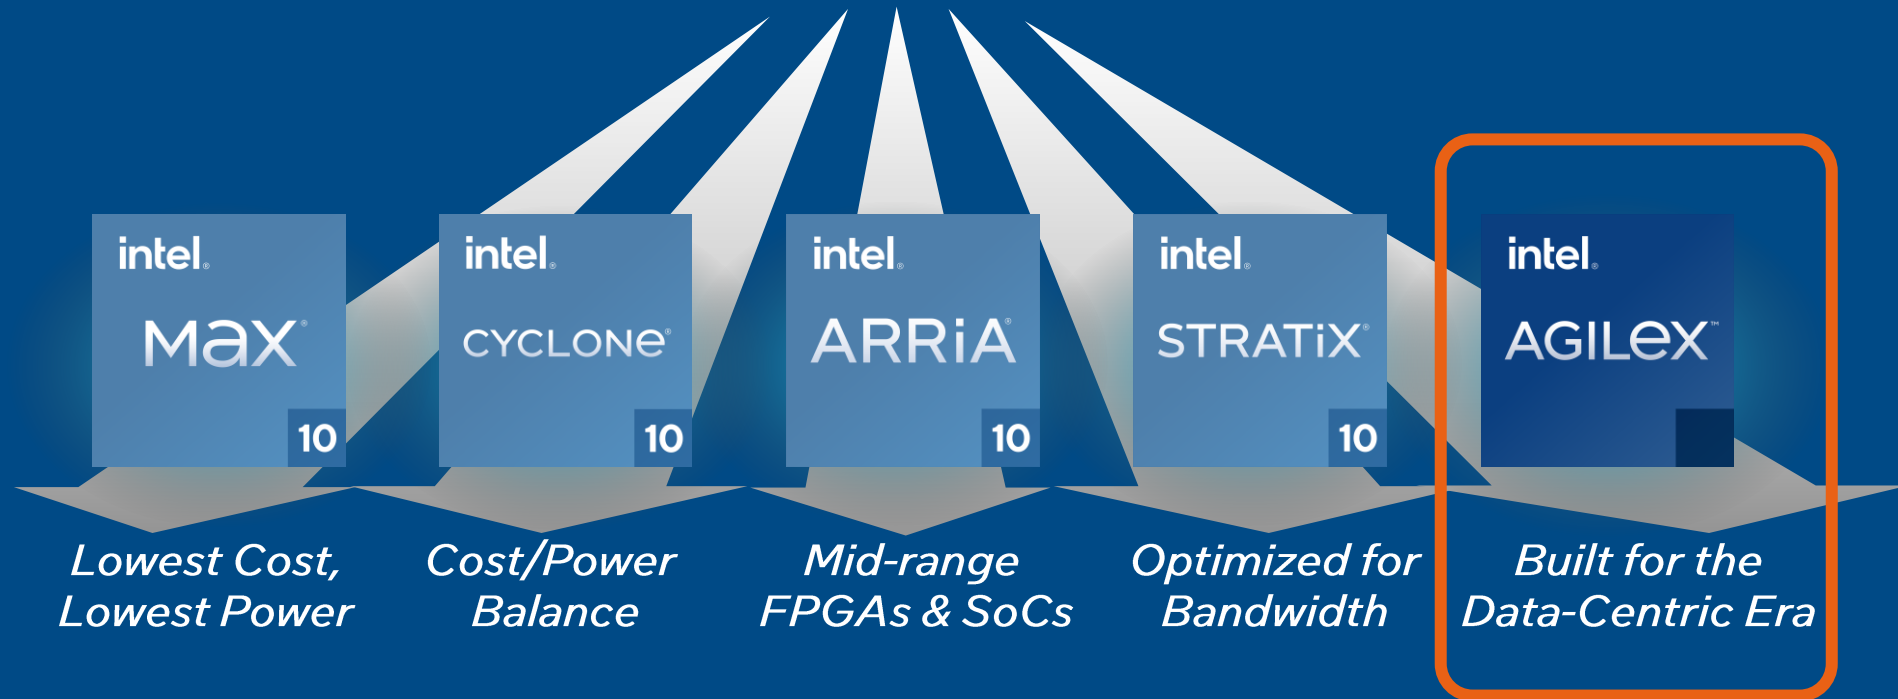 intel®
MAX®
10
intel®
CYCLONE®
10
intel®
ARRiA®
10
intel®
STRATiX®
10
intel®
AGILEX™
Lowest Cost,
Lowest Power
Cost/Power
Balance
Mid-range
FPGAs & SoCs
Optimized for
Bandwidth
Built for the
Data-Centric Era